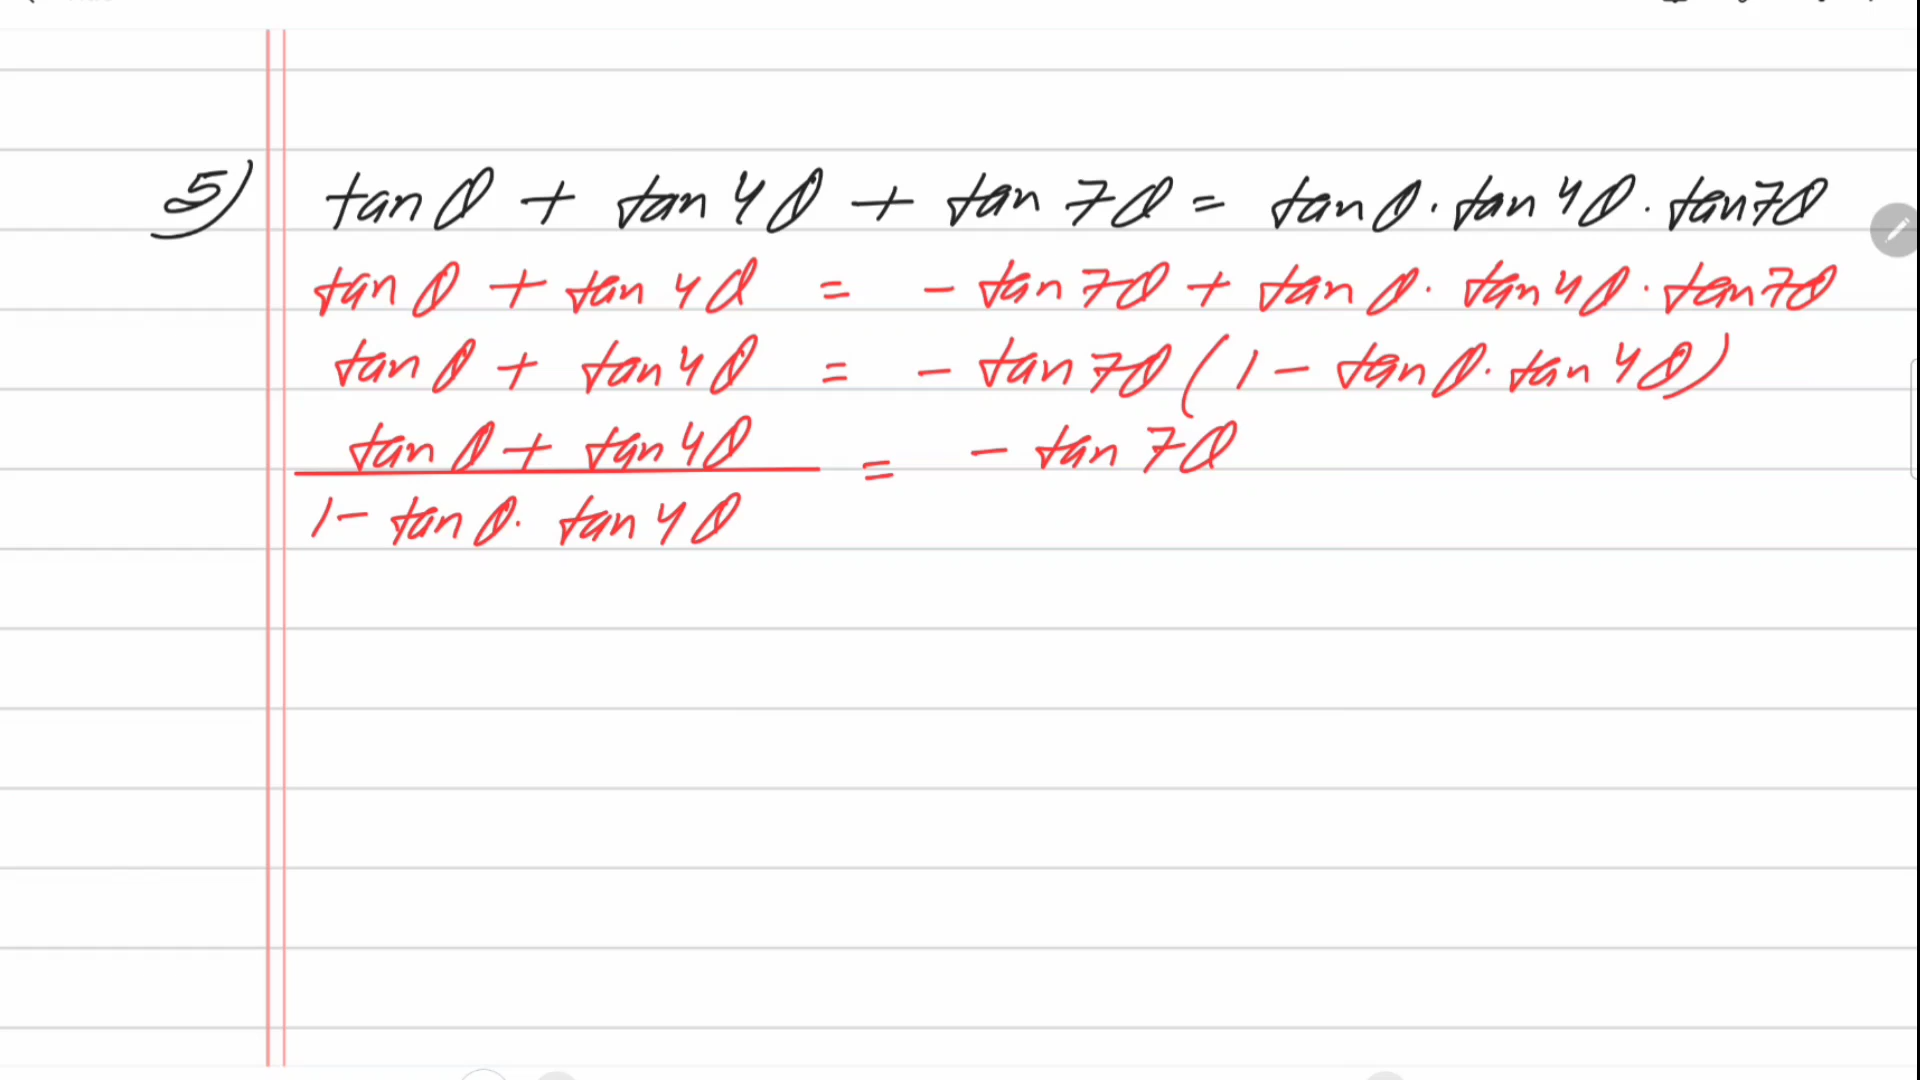 5) tan θ + tan 4θ + tan 7θ = tan θ. tan 4θ. tan 7θ
tan θ + tan 4θ = - tan 7θ + tan θ. tan 4θ. tan 7θ
tan θ + tan 4θ = - tan 7θ (1 - tan θ. tan 4θ)
tan θ + tan 4θ = - tan 7θ
1 - tan θ. tan 4θ